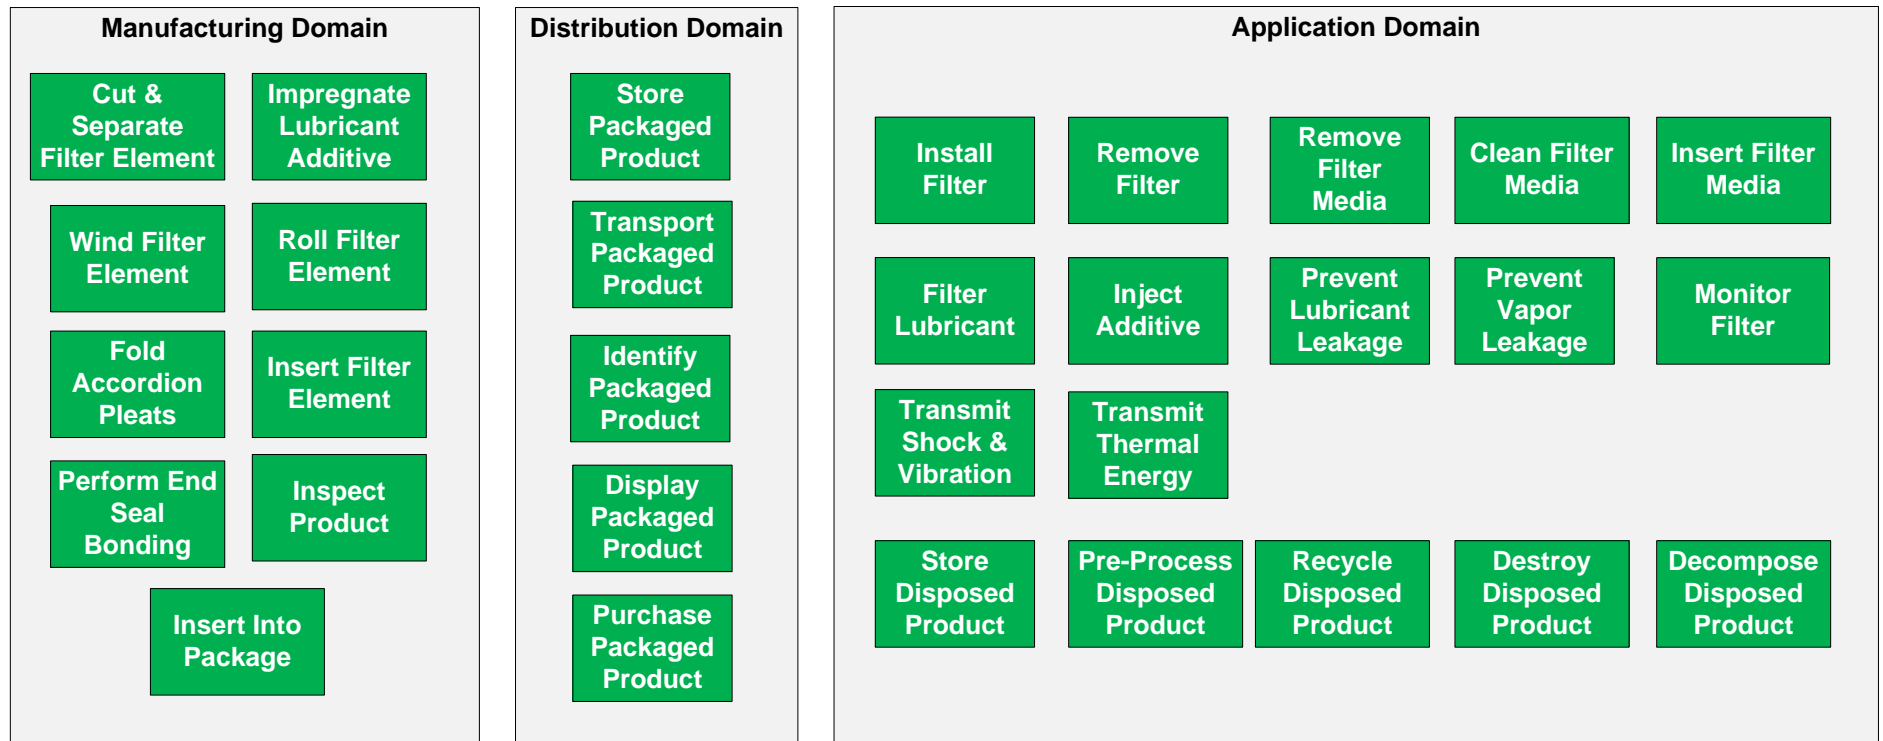 Manufacturing Domain
Cut &
Separate
Filter Element
Impregnate
Lubricant
Additive
Wind Filter
Element
Roll Filter
Element
Fold
Accordion
Pleats
Insert Filter
Element
Perform End
Seal
Bonding
Inspect
Product
Insert Into
Package
Distribution Domain
Store
Packaged
Product
Transport
Packaged
Product
Identify
Packaged
Product
Display
Packaged
Product
Purchase
Packaged
Product
Application Domain
Install
Filter
Remove
Filter
Remove
Filter
Media
Clean Filter
Media
Insert Filter
Media
Filter
Lubricant
Inject
Additive
Prevent
Lubricant
Leakage
Prevent
Vapor
Leakage
Monitor
Filter
Transmit
Shock &
Vibration
Transmit
Thermal
Energy
Store
Disposed
Product
Pre-Process
Disposed
Product
Recycle
Disposed
Product
Destroy
Disposed
Product
Decompose
Disposed
Product